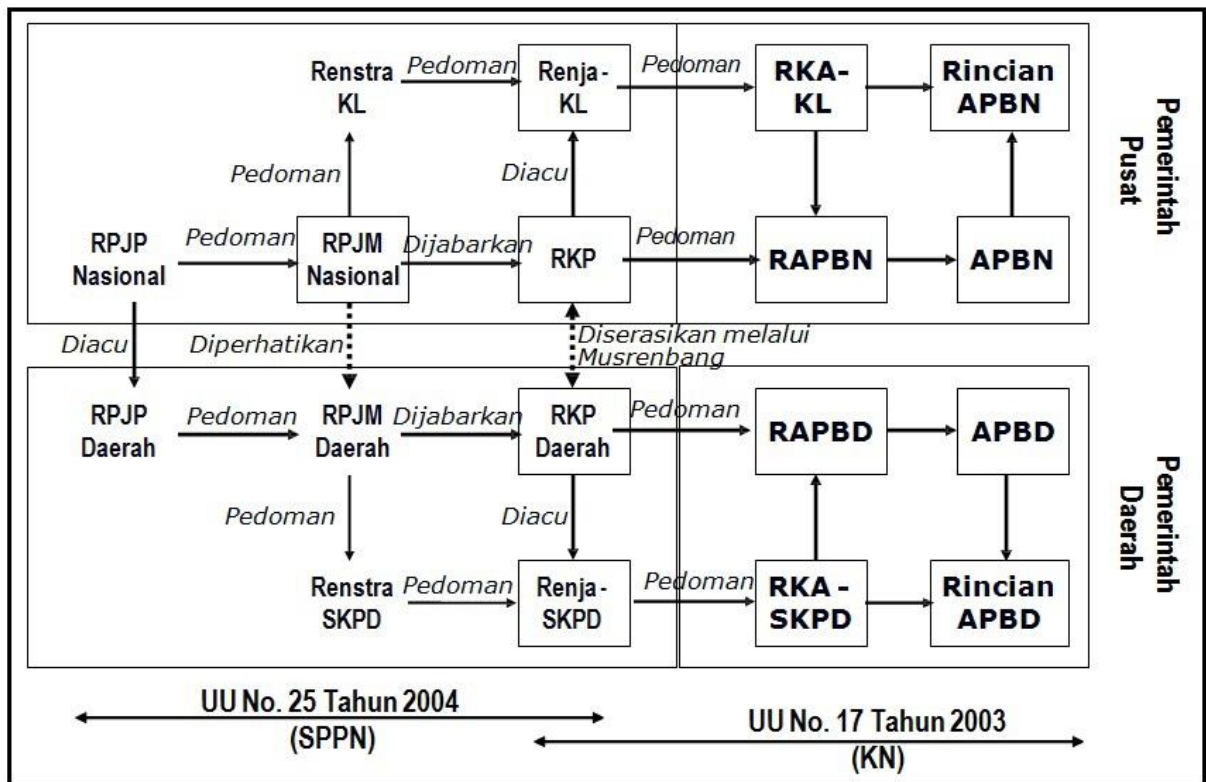 Renstra
KL
Pedoman
Renja -
KL
Pedoman
RKA-
KL
Rincian
APBN
Pemerintah
Pusat
Pedoman
Diacu
RPJP
Nasional
Pedoman
RPJM
Nasional
Dijabarkan
RKP
Pedoman
RAPBN
APBN
Diacu
Diperhatikan
Diserasikan melalui
Musrenbang
RPJP
Daerah
Pedoman
RPJM
Daerah
Dijabarkan
RKP
Daerah
Pedoman
RAPBD
APBD
Pemerintah
Daerah
Pedoman
Diacu
Renstra
SKPD
Pedoman
Renja -
SKPD
Pedoman
RKA -
SKPD
Rincian
APBD
UU No. 25 Tahun 2004
(SPPN)
UU No. 17 Tahun 2003
(KN)